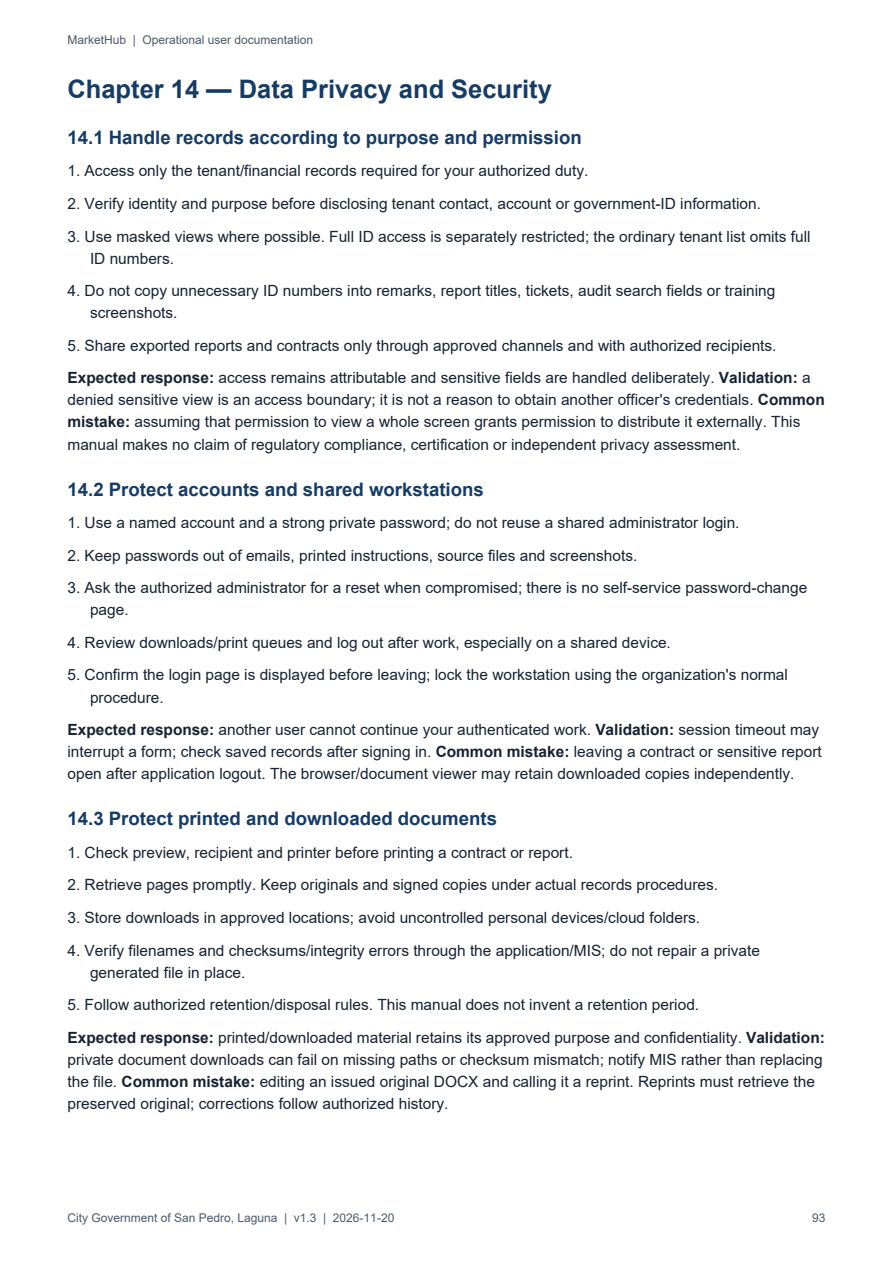 MarketHub | Operational user documentation
Chapter 14 — Data Privacy and Security
14.1 Handle records according to purpose and permission
1. Access only the tenant/financial records required for your authorized duty.
2. Verify identity and purpose before disclosing tenant contact, account or government-ID information.
3. Use masked views where possible. Full ID access is separately restricted; the ordinary tenant list omits full
ID numbers.
4. Do not copy unnecessary ID numbers into remarks, report titles, tickets, audit search fields or training
screenshots.
5. Share exported reports and contracts only through approved channels and with authorized recipients.
Expected response: access remains attributable and sensitive fields are handled deliberately. Validation: a
denied sensitive view is an access boundary; it is not a reason to obtain another officer's credentials. Common
mistake: assuming that permission to view a whole screen grants permission to distribute it externally. This
manual makes no claim of regulatory compliance, certification or independent privacy assessment.
14.2 Protect accounts and shared workstations
1. Use a named account and a strong private password; do not reuse a shared administrator login.
2. Keep passwords out of emails, printed instructions, source files and screenshots.
3. Ask the authorized administrator for a reset when compromised; there is no self-service password-change
page.
4. Review downloads/print queues and log out after work, especially on a shared device.
5. Confirm the login page is displayed before leaving; lock the workstation using the organization's normal
procedure.
Expected response: another user cannot continue your authenticated work. Validation: session timeout may
interrupt a form; check saved records after signing in. Common mistake: leaving a contract or sensitive report
open after application logout. The browser/document viewer may retain downloaded copies independently.
14.3 Protect printed and downloaded documents
1. Check preview, recipient and printer before printing a contract or report.
2. Retrieve pages promptly. Keep originals and signed copies under actual records procedures.
3. Store downloads in approved locations; avoid uncontrolled personal devices/cloud folders.
4. Verify filenames and checksums/integrity errors through the application/MIS; do not repair a private
generated file in place.
5. Follow authorized retention/disposal rules. This manual does not invent a retention period.
Expected response: printed/downloaded material retains its approved purpose and confidentiality. Validation:
private document downloads can fail on missing paths or checksum mismatch; notify MIS rather than replacing
the file. Common mistake: editing an issued original DOCX and calling it a reprint. Reprints must retrieve the
preserved original; corrections follow authorized history.
City Government of San Pedro, Laguna | v1.3 | 2026-11-20
93